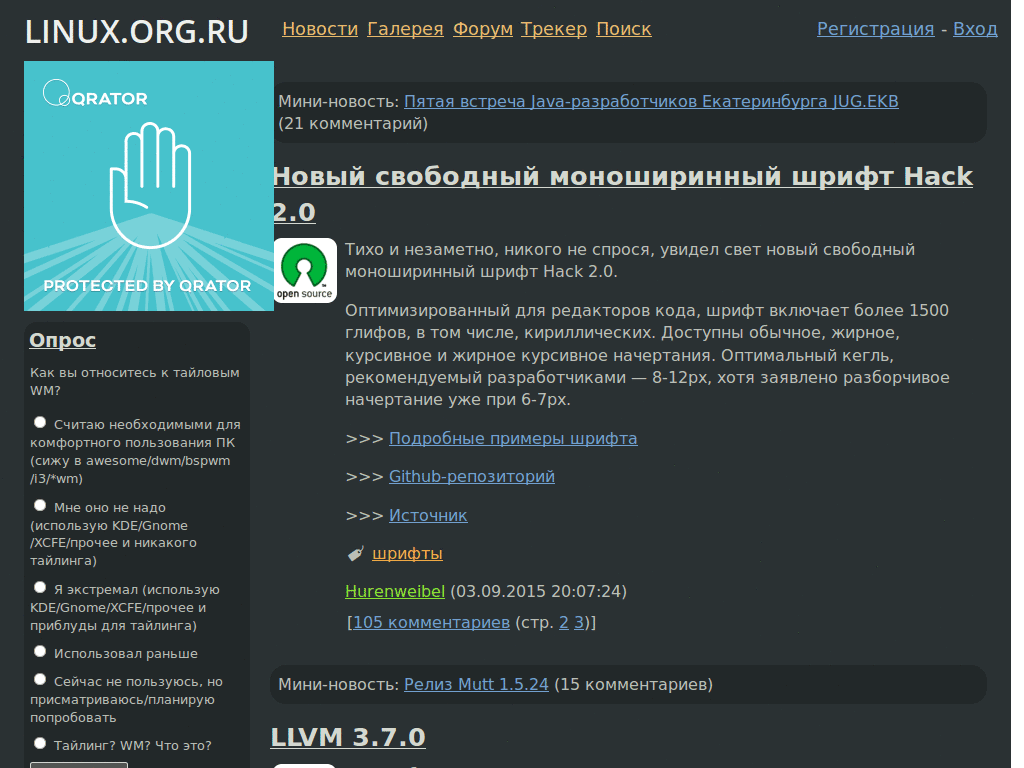 LINUX.ORG.RU
Новости Галерея Форум Трекер Поиск
Регистрация - Вход
QRATOR
PROTECTED BY QRATOR
Опрос
Как вы относитесь к тайловым
WM?
Считаю необходимыми для
комфортного пользования ПК
(сижу в awesome/dwm/bspwm
/i3/*wm)
Мне оно не надо
(использую KDE/Gnome
/XCFE/прочее и никакого
тайлинга)
Я экстремал (использую
KDE/Gnome/XCFE/прочее и
приблуды для тайлинга)
Использовал раньше
Сейчас не пользуюсь, но
присматриваюсь/планирую
попробовать
Тайлинг? WM? Что это?
Мини-новость: Пятая встреча Java-разработчиков Екатеринбурга JUG.EKB
(21 комментарий)
Новый свободный моноширинный шрифт Hack
2.0
open source
Тихо и незаметно, никого не спрося, увидел свет новый свободный
моноширинный шрифт Hack 2.0.
Оптимизированный для редакторов кода, шрифт включает более 1500
глифов, в том числе, кириллических. Доступны обычное, жирное,
курсивное и жирное курсивное начертания. Оптимальный кегль,
рекомендуемый разработчиками — 8-12px, хотя заявлено разборчивое
начертание уже при 6-7px.
>>> Подробные примеры шрифта
>>> Github-репозиторий
>>> Источник
шрифты
Hurenweibel (03.09.2015 20:07:24)
[105 комментариев (стр. 2 3)]
Мини-новость: Релиз Mutt 1.5.24 (15 комментариев)
LLVM 3.7.0